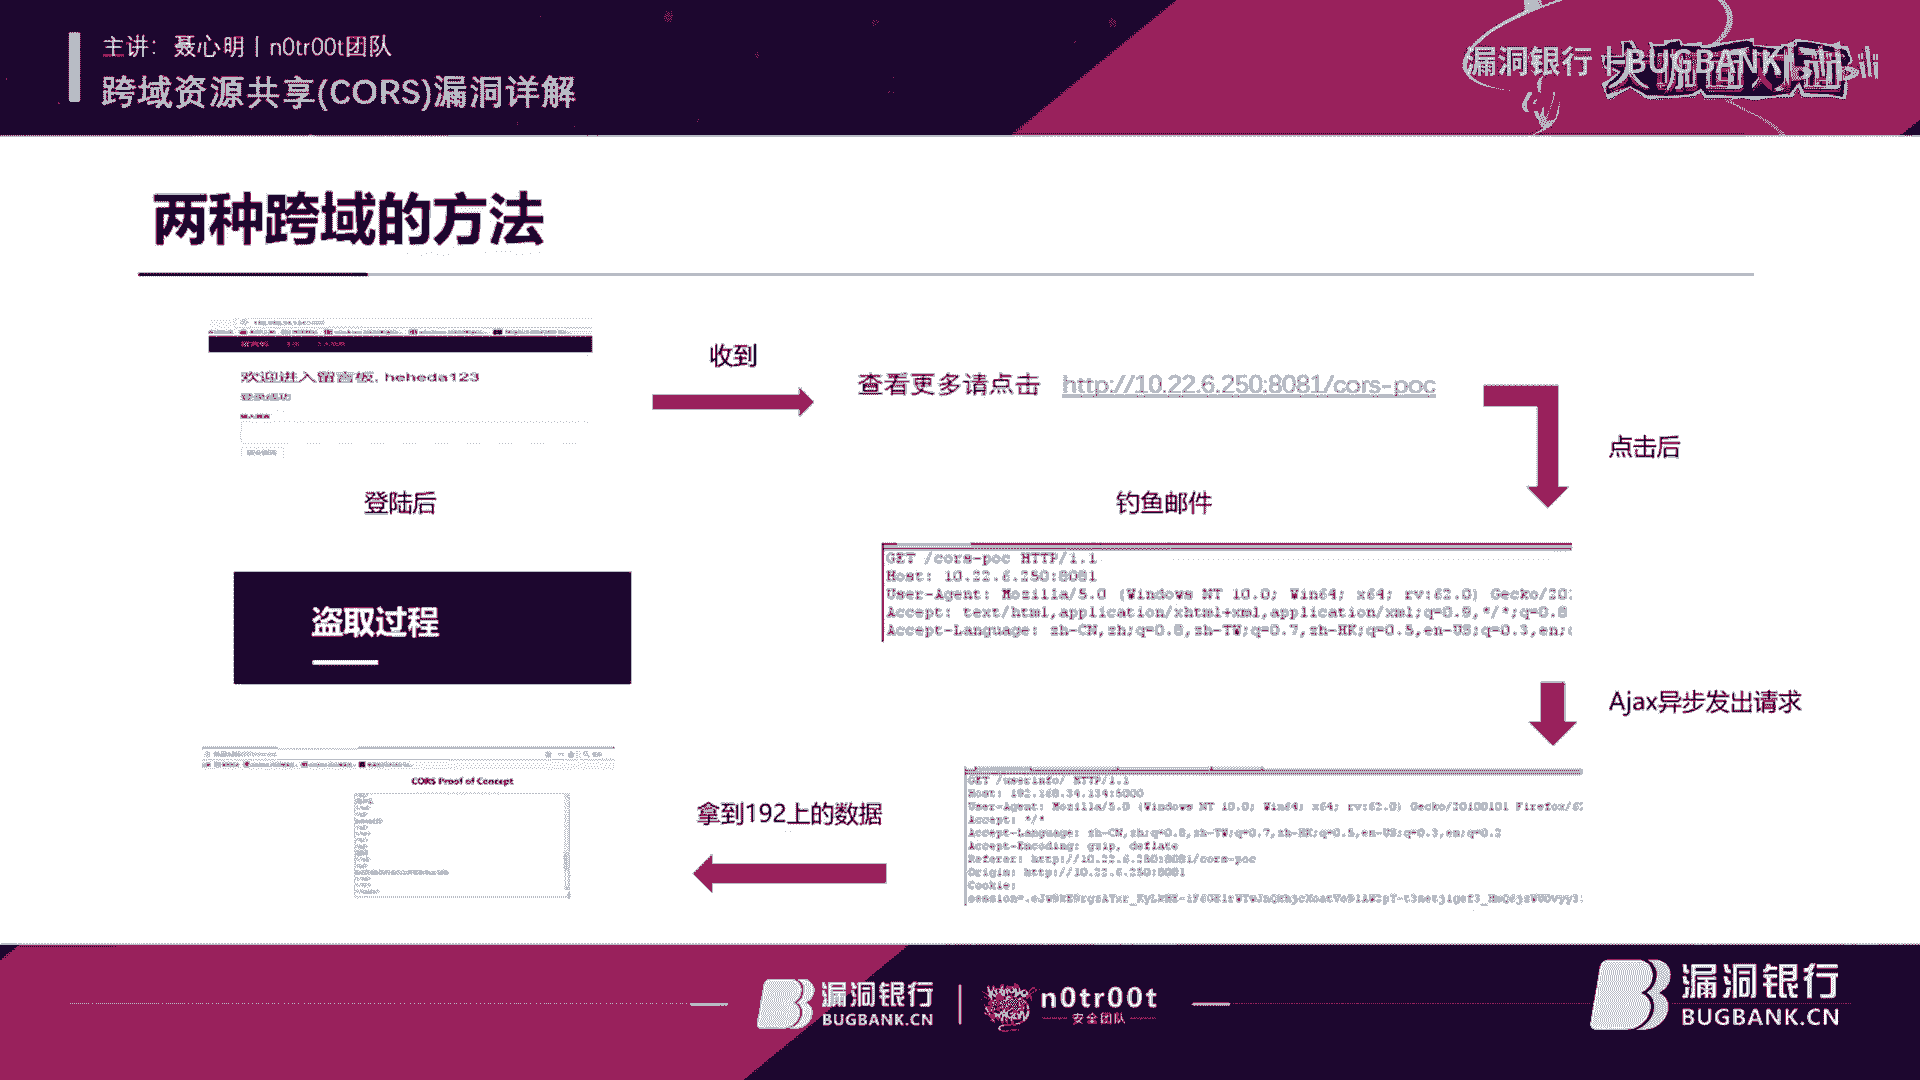 主讲：聂心明 | n0tr00t团队
跨域资源共享(CORS)漏洞详解
漏洞银行 | BUGBANK
两种跨域的方法
欢迎进入留言板, heheda123
登录成功
登陆后
收到
查看更多请点击 http://10.22.6.250:8081/cors-poc
点击后
钓鱼邮件
GET /cors-poc HTTP/1.1
Host: 10.22.6.250:8081
User-Agent: Mozilla/5.0 (Windows NT 10.0; Win64; x64; rv:62.0) Gecko/20
Accept: text/html,application/xhtml+xml,application/xml;q=0.9,*/*;q=0.8
Accept-Language: zh-CN,zh;q=0.8,zh-TW;q=0.7,zh-HK;q=0.5,en-US;q=0.3,en;
盗取过程
Ajax异步发出请求
GET /userinfo/ HTTP/1.1
Host: 192.168.34.134:5000
User-Agent: Mozilla/5.0 (Windows NT 10.0; Win64; x64; rv:62.0) Gecko/20100101 Firefox/6
Accept: */*
Accept-Language: zh-CN,zh;q=0.8,zh-TW;q=0.7,zh-HK;q=0.5,en-US;q=0.3,en;q=0.2
Accept-Encoding: gzip, deflate
Referer: http://10.22.6.250:8081/cors-poc
Origin: http://10.22.6.250:8081
Cookie:
拿到192上的数据
CORS Proof of Concept
漏洞银行
BUGBANK.CN
n0tr00t
安全团队
漏洞银行
BUGBANK.CN